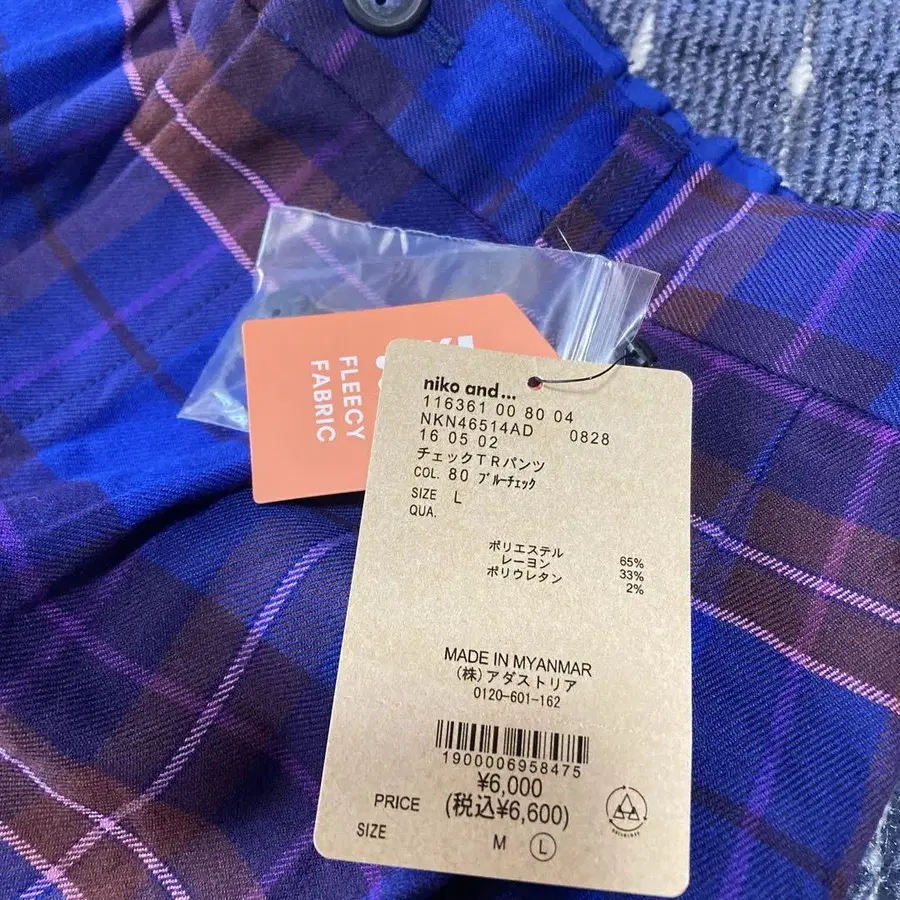 FLEECY
FABRIC
niko and...
116361 00 80 04
NKN46514AD 0828
16 05 02
チェックTRパンツ
COL. 80 ブルーチェック
SIZE L
QUA.
ポリエステル 65%
レーヨン 33%
ポリウレタン 2%
MADE IN MYANMAR
(株)アダストリア
0120-601-162
1900006958475
¥6,000
PRICE (税込¥6,600)
SIZE M L